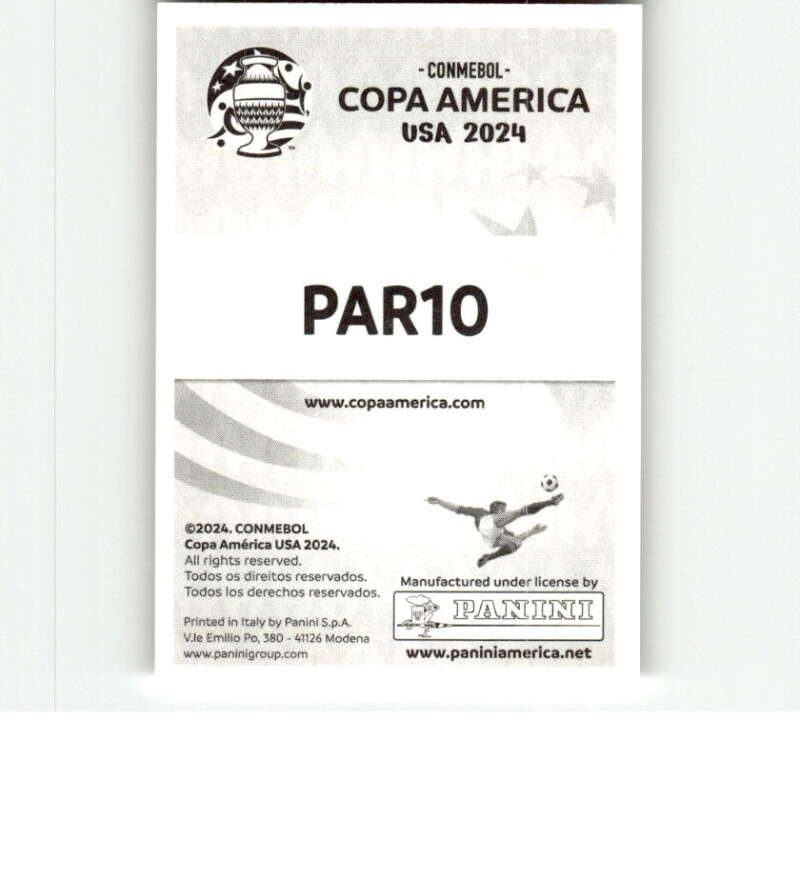 - CONMEBOL -
COPA AMERICA
USA 2024
TM
PAR10
www.copaamerica.com
©2024. CONMEBOL
Copa América USA 2024.
All rights reserved.
Todos os direitos reservados.
Todos los derechos reservados.
Printed in Italy by Panini S.p.A.
V.le Emilio Po, 380 - 41126 Modena
www.paninigroup.com
Manufactured under license by
PANINI
www.paniniamerica.net